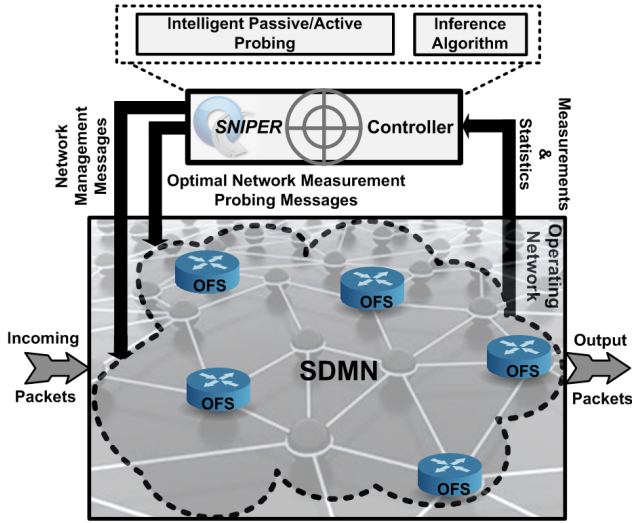 Intelligent Passive/Active
Probing
Inference
Algorithm
SNIPER
Controller
Network
Management
Messages
Optimal Network Measurement
Probing Messages
Measurements
&
Statistics
Operating
Network
OFS
OFS
Incoming
Packets
SDMN
OFS
OFS
Output
Packets
OFS